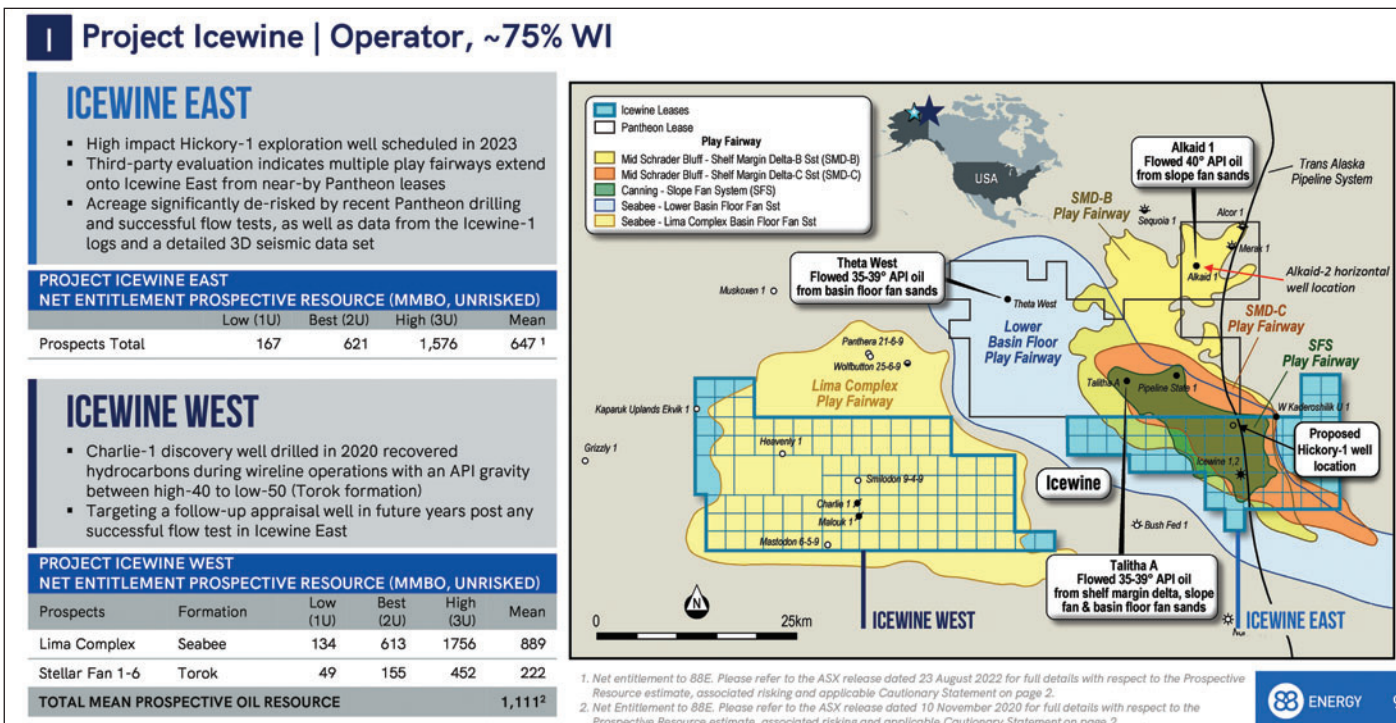 I Project Icewine | Operator, ~75% WI
ICEWINE EAST
▪ High impact Hickory-1 exploration well scheduled in 2023
▪ Third-party evaluation indicates multiple play fairways extend
onto Icewine East from near-by Pantheon leases
▪ Acreage significantly de-risked by recent Pantheon drilling
and successful flow tests, as well as data from the Icewine-1
logs and a detailed 3D seismic data set
PROJECT ICEWINE EAST
NET ENTITLEMENT PROSPECTIVE RESOURCE (MMBO, UNRISKED)
Low (1U) Best (2U) High (3U) Mean
Prospects Total 167 621 1,576 647 ¹
ICEWINE WEST
▪ Charlie-1 discovery well drilled in 2020 recovered
hydrocarbons during wireline operations with an API gravity
between high-40 to low-50 (Torok formation)
▪ Targeting a follow-up appraisal well in future years post any
successful flow test in Icewine East
PROJECT ICEWINE WEST
NET ENTITLEMENT PROSPECTIVE RESOURCE (MMBO, UNRISKED)
Prospects Formation Low (1U) Best (2U) High (3U) Mean
Lima Complex Seabee 134 613 1756 889
Stellar Fan 1-6 Torok 49 155 452 222
TOTAL MEAN PROSPECTIVE OIL RESOURCE 1,111²
Icewine Leases
Pantheon Lease
Play Fairway
Mid Schrader Bluff - Shelf Margin Delta-B Sst (SMD-B)
Mid Schrader Bluff - Shelf Margin Delta-C Sst (SMD-C)
Canning - Slope Fan System (SFS)
Seabee - Lower Basin Floor Fan Sst
Seabee - Lima Complex Basin Floor Fan Sst
USA
Alkaid 1
Flowed 40° API oil
from slope fan sands
Trans Alaska
Pipeline System
SMD-B
Play Fairway
Sequoia 1
Alcor 1
Merak 1
Alkaid 1
Alkaid-2 horizontal
well location
Theta West
Flowed 35-39° API oil
from basin floor fan sands
Muskoxen 1
Theta West
Lower
Basin Floor
Play Fairway
SMD-C
Play Fairway
SFS
Play Fairway
Panthera 21-6-9
Wolfbutton 25-6-9
Lima Complex
Play Fairway
Talitha A
Pipeline State 1
W Kaderoshilik U 1
Kaparuk Uplands Ekvik 1
Grizzly 1
Heavenly 1
Proposed
Hickory-1 well
location
Icewine 1,2
Icewine
Smilodon 9-4-9
Charlie 1
Malouk 1
Mastodon 6-5-9
Bush Fed 1
Talitha A
Flowed 35-39° API oil
from shelf margin delta, slope
fan & basin floor fan sands
N
0 25km
ICEWINE WEST
ICEWINE EAST
1. Net entitlement to 88E. Please refer to the ASX release dated 23 August 2022 for full details with respect to the Prospective
Resource estimate, associated risking and applicable Cautionary Statement on page 2.
2. Net Entitlement to 88E. Please refer to the ASX release dated 10 November 2020 for full details with respect to the
Prospective Resource estimate, associated risking and applicable Cautionary Statement on page 2.
88 ENERGY